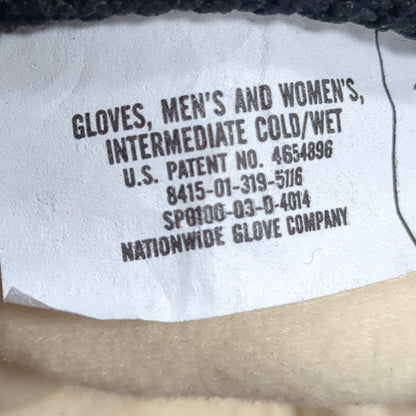 GLOVES, MEN'S AND WOMEN'S,
INTERMEDIATE COLD/WET
U.S. PATENT NO. 4654896
8415-01-319-5116
SP0100-03-D-4014
NATIONWIDE GLOVE COMPANY